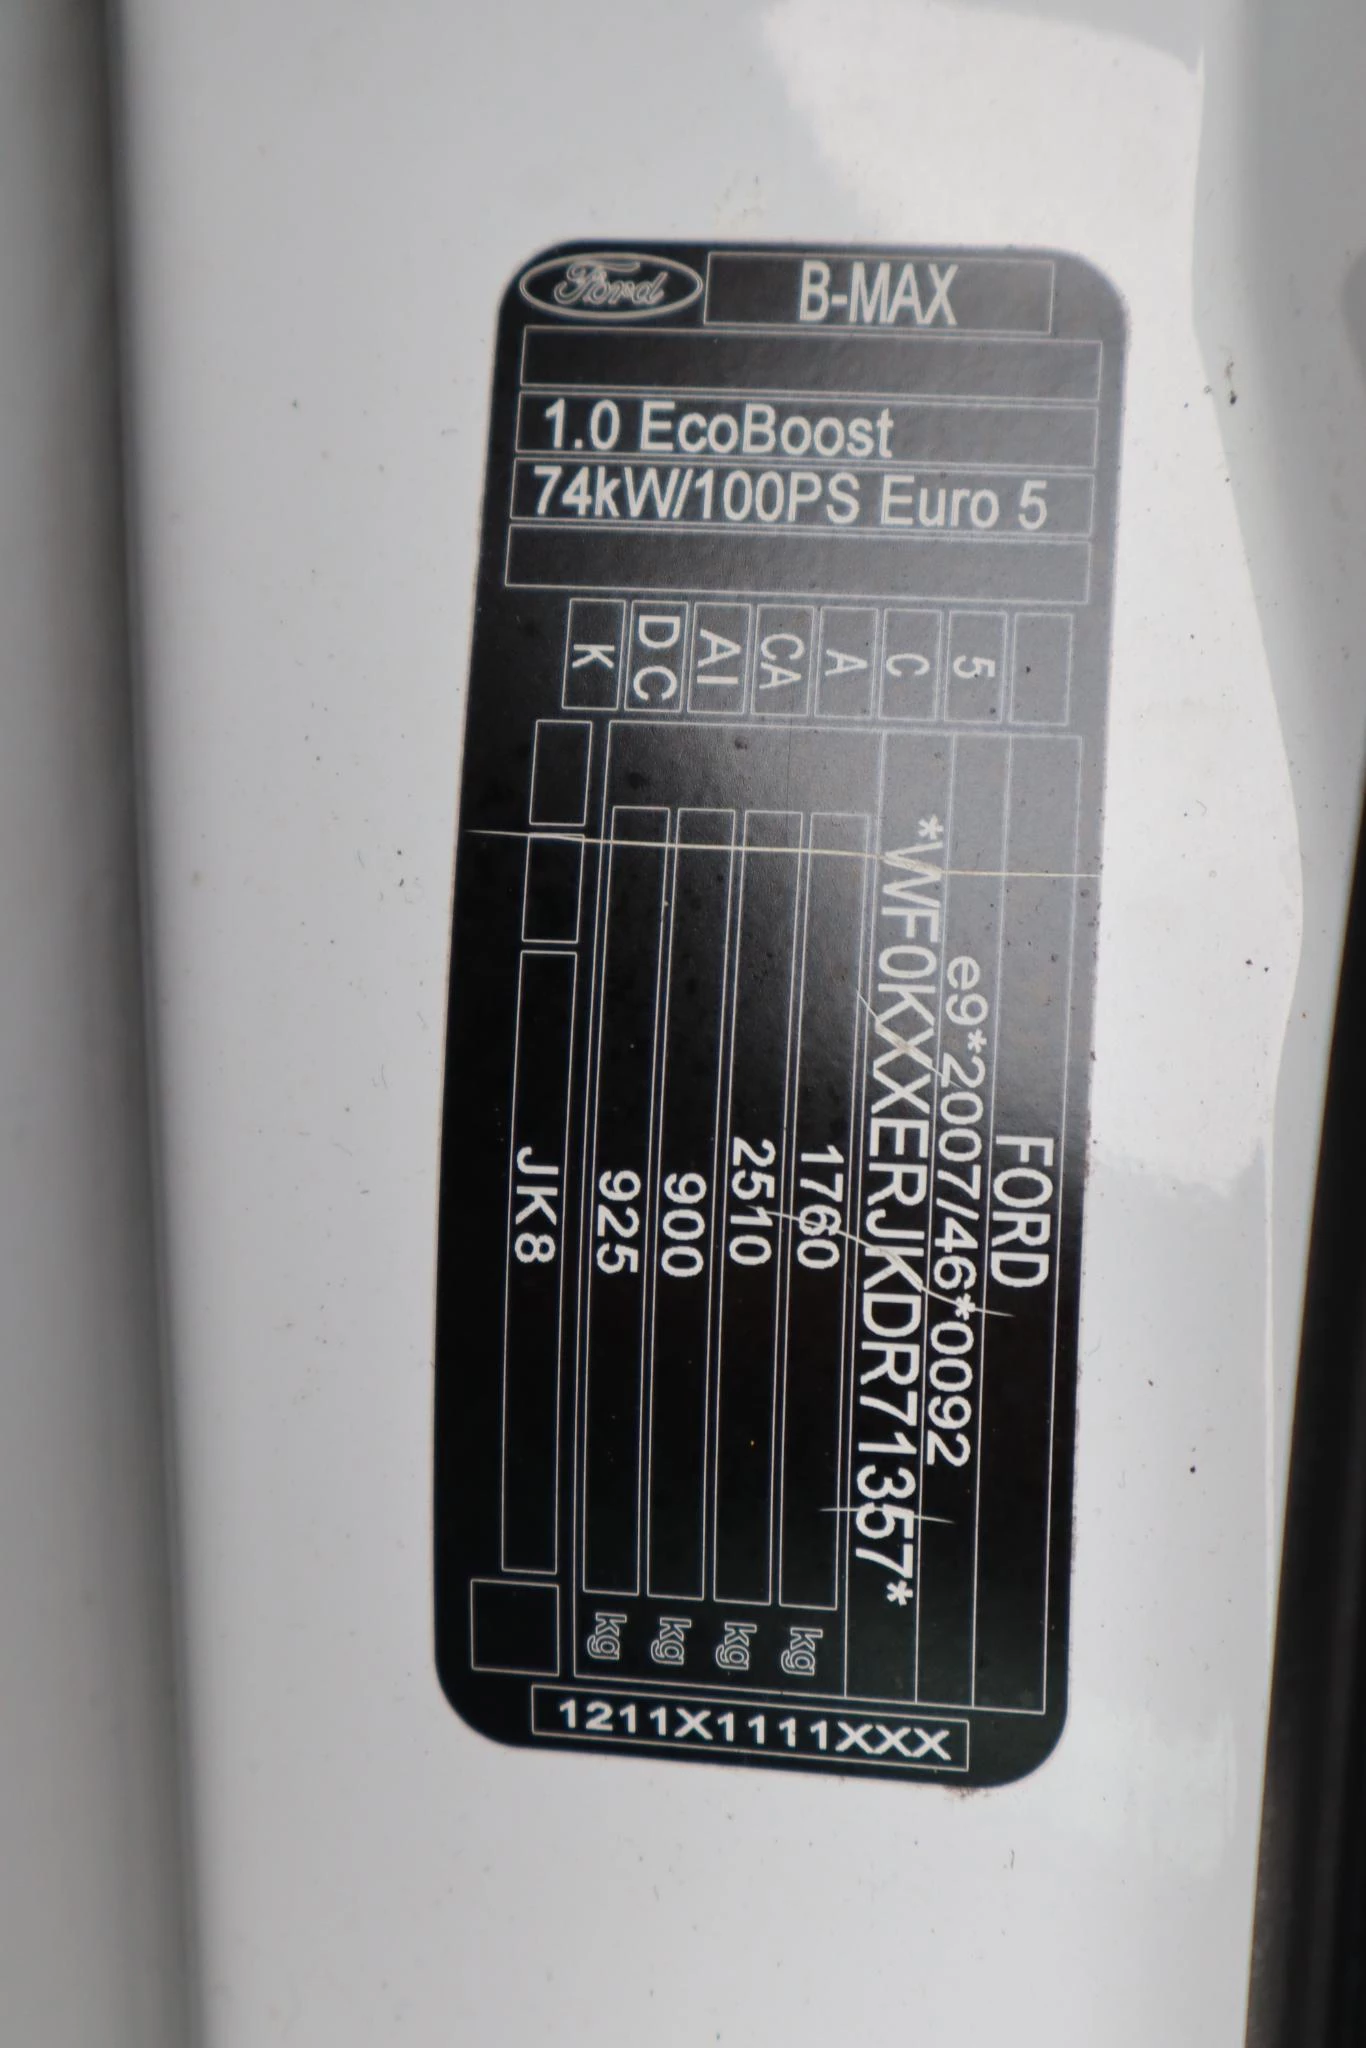 Ford
B-MAX
1.0 EcoBoost
74kW/100PS Euro 5
FORD
5
e9*2007/46*0092
C
*WF0KXXERJKDR71357*
A
1760 kg
CA
2510 kg
AI
900 kg
DC
925 kg
K
JK8
1211X1111XXX